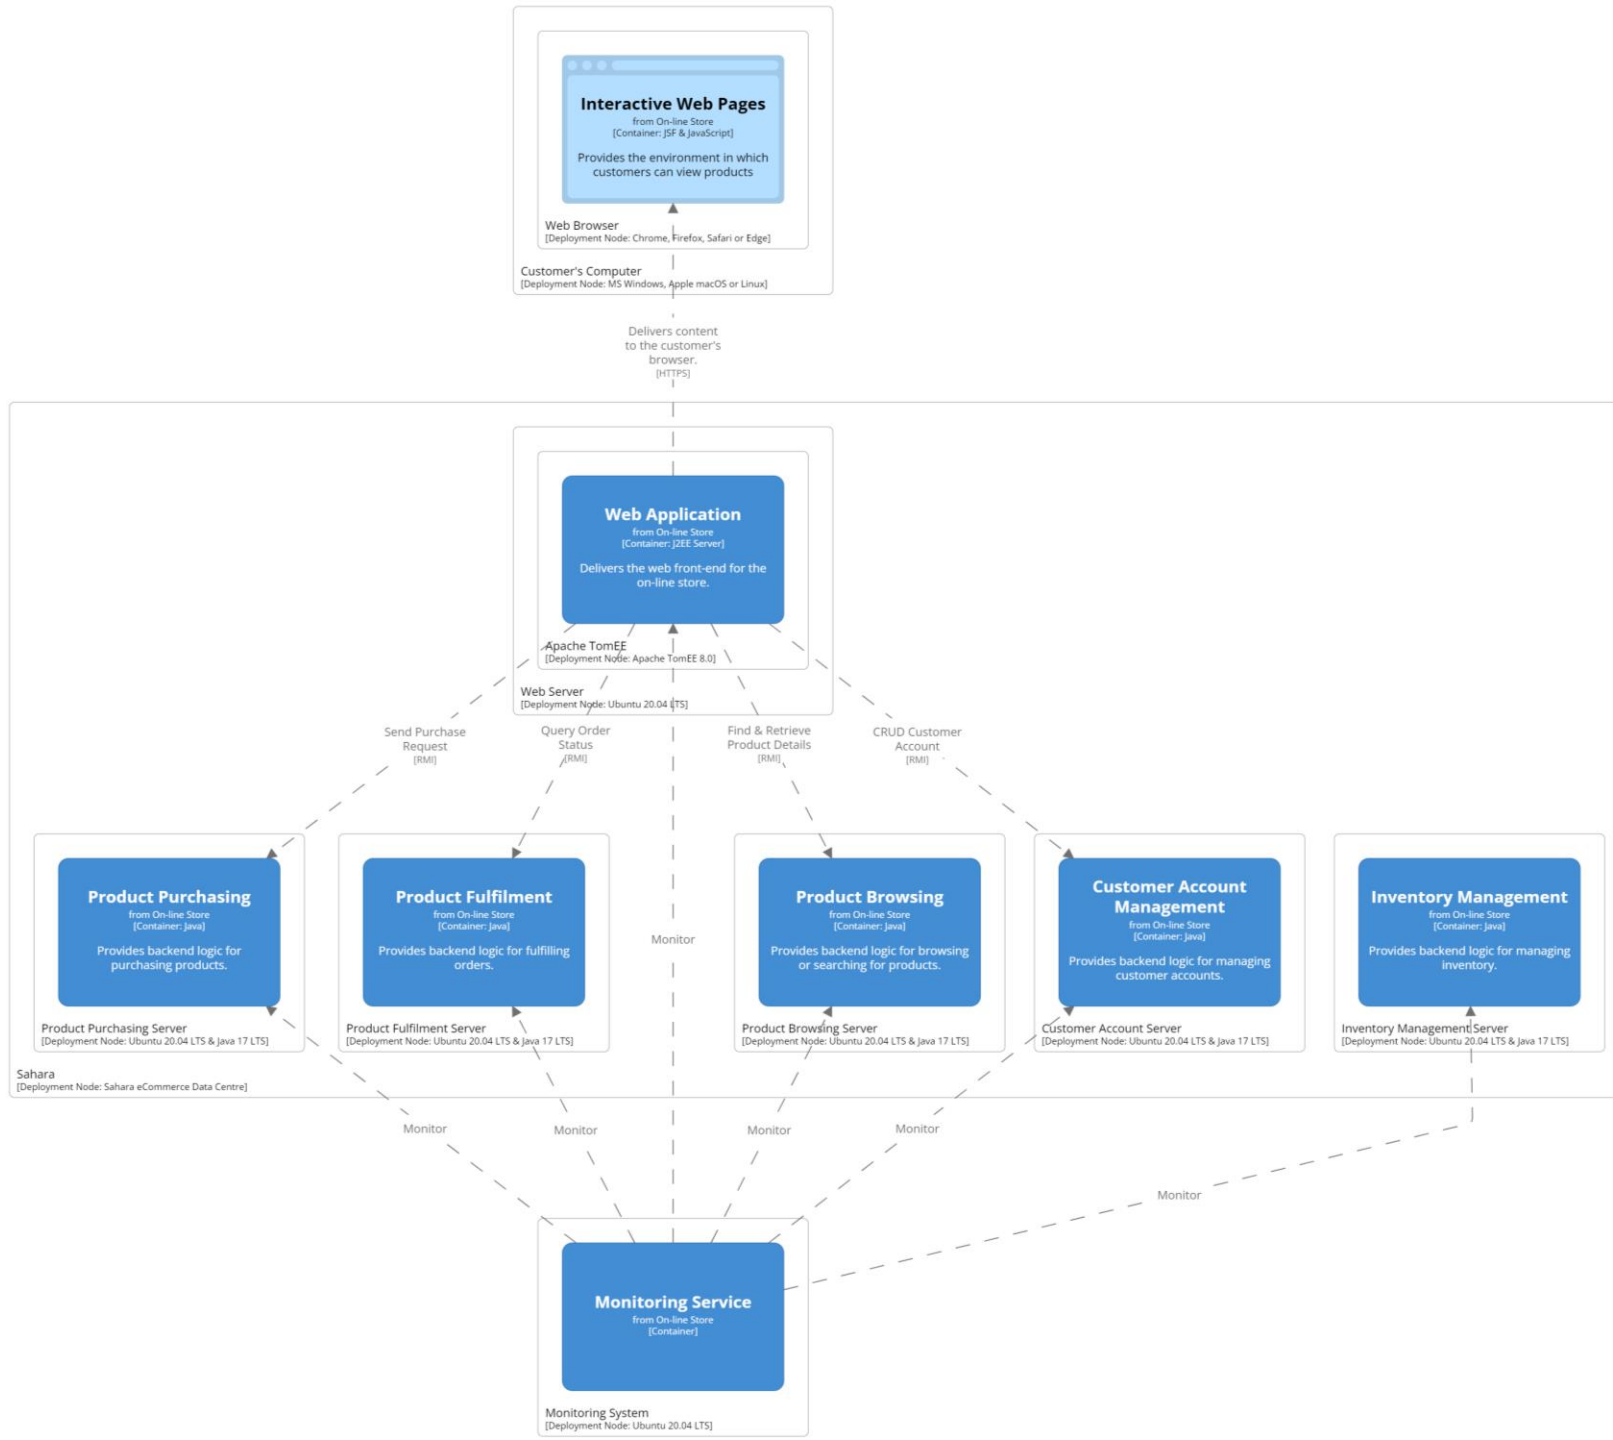 Interactive Web Pages
from On-line Store
[Container: JSF & JavaScript]
Provides the environment in which
customers can view products
Web Browser
[Deployment Node: Chrome, Firefox, Safari or Edge]
Customer's Computer
[Deployment Node: MS Windows, Apple macOS or Linux]
Delivers content
to the customer's
browser.
[HTTPS]
Web Application
from On-line Store
[Container: J2EE Server]
Delivers the web front-end for the
on-line store.
Apache TomEE
[Deployment Node: Apache TomEE 8.0]
Web Server
[Deployment Node: Ubuntu 20.04 LTS]
Send Purchase
Request
[RMI]
Query Order
Status
[RMI]
Find & Retrieve
Product Details
[RMI]
CRUD Customer
Account
[RMI]
Product Purchasing
from On-line Store
[Container: Java]
Provides backend logic for
purchasing products.
Product Purchasing Server
[Deployment Node: Ubuntu 20.04 LTS & Java 17 LTS]
Product Fulfilment
from On-line Store
[Container: Java]
Provides backend logic for fulfilling
orders.
Product Fulfilment Server
[Deployment Node: Ubuntu 20.04 LTS & Java 17 LTS]
Monitor
Product Browsing
from On-line Store
[Container: Java]
Provides backend logic for browsing
or searching for products.
Product Browsing Server
[Deployment Node: Ubuntu 20.04 LTS & Java 17 LTS]
Customer Account
Management
from On-line Store
[Container: Java]
Provides backend logic for managing
customer accounts.
Customer Account Server
[Deployment Node: Ubuntu 20.04 LTS & Java 17 LTS]
Inventory Management
from On-line Store
[Container: Java]
Provides backend logic for managing
inventory.
Inventory Management Server
[Deployment Node: Ubuntu 20.04 LTS & Java 17 LTS]
Sahara
[Deployment Node: Sahara eCommerce Data Centre]
Monitor
Monitor
Monitor
Monitor
Monitor
Monitoring Service
from On-line Store
[Container]
Monitoring System
[Deployment Node: Ubuntu 20.04 LTS]